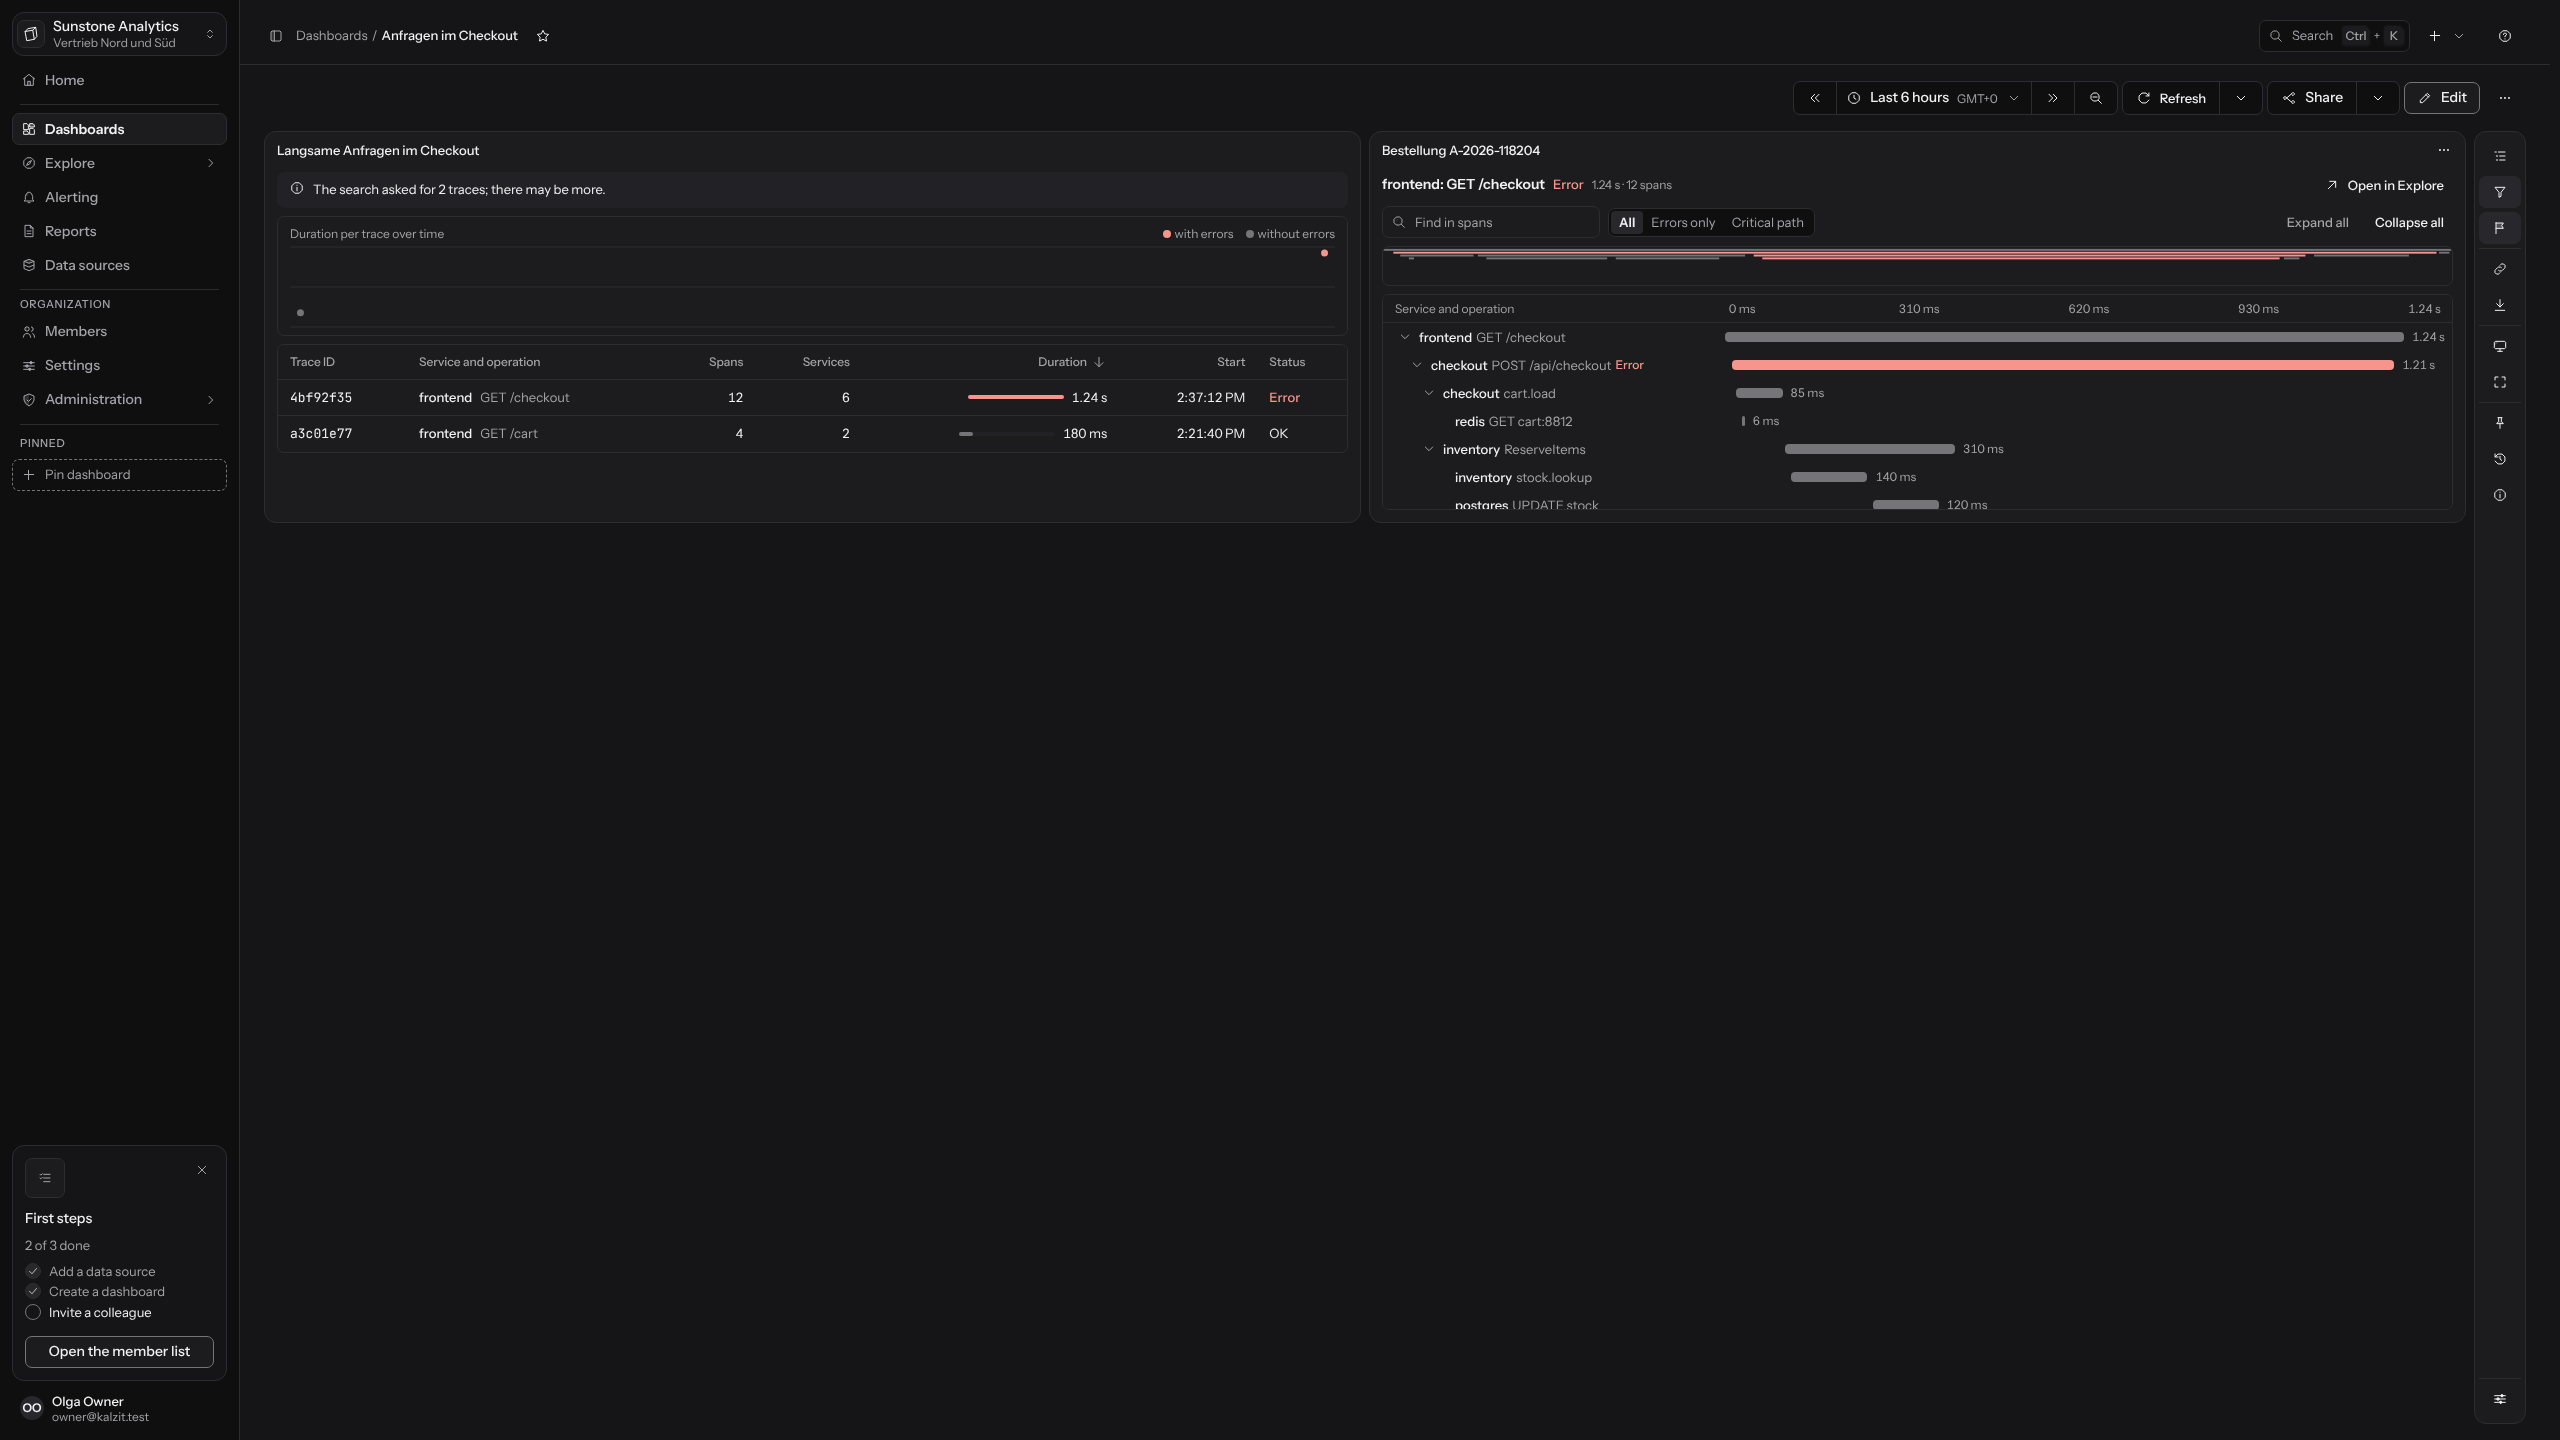 Sunstone Analytics
Vertrieb Nord und Süd
Home
Dashboards
Explore
Alerting
Reports
Data sources
ORGANIZATION
Members
Settings
Administration
PINNED
Pin dashboard
First steps
2 of 3 done
Add a data source
Create a dashboard
Invite a colleague
Open the member list
OO
Olga Owner
owner@kalzit.test
Dashboards / Anfragen im Checkout
Search Ctrl + K
Last 6 hours GMT+0
Refresh
Share
Edit
Langsame Anfragen im Checkout
The search asked for 2 traces; there may be more.
Duration per trace over time with errors without errors
Trace ID Service and operation Spans Services Duration Start Status
4bf92f35 frontend GET /checkout 12 6 1.24 s 2:37:12 PM Error
a3c01e77 frontend GET /cart 4 2 180 ms 2:21:40 PM OK
Bestellung A-2026-118204
frontend: GET /checkout Error 1.24 s · 12 spans Open in Explore
Find in spans All Errors only Critical path Expand all Collapse all
Service and operation 0 ms 310 ms 620 ms 930 ms 1.24 s
frontend GET /checkout 1.24 s
checkout POST /api/checkout Error 1.21 s
checkout cart.load 85 ms
redis GET cart:8812 6 ms
inventory ReserveItems 310 ms
inventory stock.lookup 140 ms
postgres UPDATE stock 120 ms